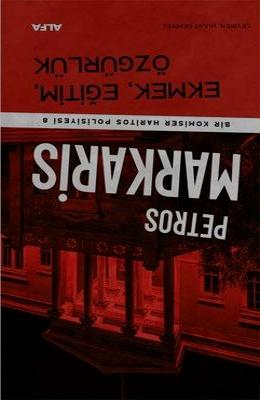 PETROS
MARKARİS
BİR KOMİSER HARİTOS POLİSİYESİ 8
EKMEK, EĞİTİM,
ÖZGÜRLÜK
ALFA